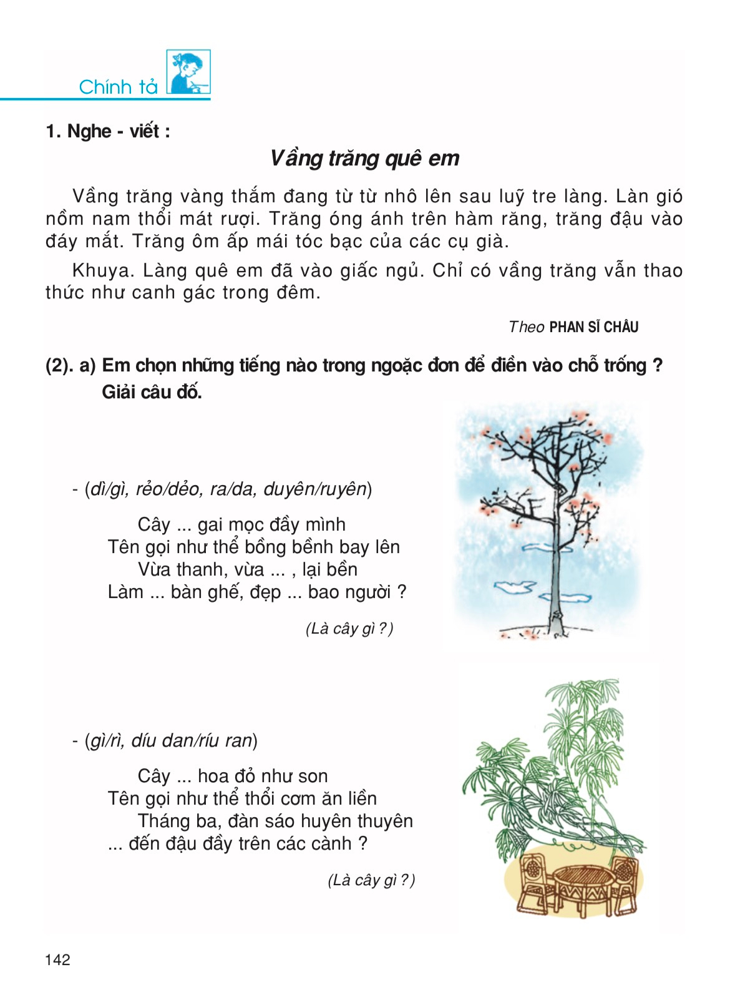 Chính tả
1. Nghe - viết :
Vầng trăng quê em
Vầng trăng vàng thắm đang từ từ nhô lên sau luỹ tre làng. Làn gió
nồm nam thổi mát rượi. Trăng óng ánh trên hàm răng, trăng đậu vào
đáy mắt. Trăng ôm ấp mái tóc bạc của các cụ già.
Khuya. Làng quê em đã vào giấc ngủ. Chỉ có vầng trăng vẫn thao
thức như canh gác trong đêm.
Theo PHAN SĨ CHÂU
(2). a) Em chọn những tiếng nào trong ngoặc đơn để điền vào chỗ trống ?
Giải câu đố.
- (dì/gì, rẻo/dẻo, ra/da, duyên/ruyên)
Cây ... gai mọc đầy mình
Tên gọi như thể bồng bềnh bay lên
Vừa thanh, vừa ... , lại bền
Làm ... bàn ghế, đẹp ... bao người ?
(Là cây gì ?)
- (gì/rì, díu dan/ríu ran)
Cây ... hoa đỏ như son
Tên gọi như thể thổi cơm ăn liền
Tháng ba, đàn sáo huyên thuyên
... đến đậu đầy trên các cành ?
(Là cây gì ?)
142